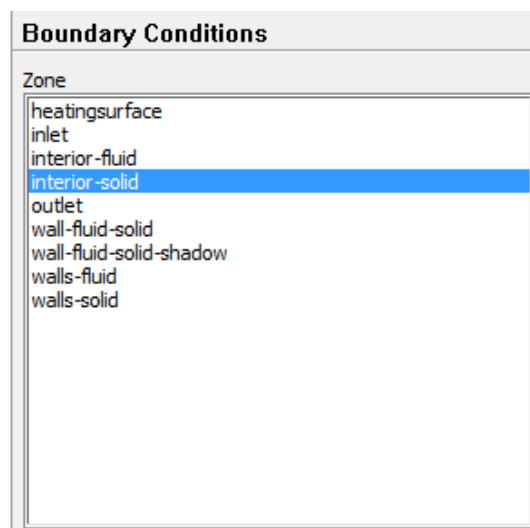 Boundary Conditions
Zone
heatingsurface
inlet
interior-fluid
interior-solid
outlet
wall-fluid-solid
wall-fluid-solid-shadow
walls-fluid
walls-solid